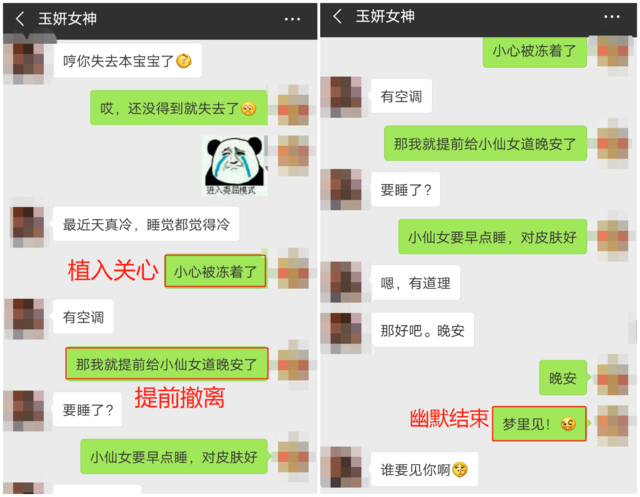 玉妍女神
哼你失去本宝宝了
哎，还没得到就失去了
进入委屈模式
最近天真冷，睡觉都觉得冷
植入关心
小心被冻着了
有空调
那我就提前给小仙女道晚安了
提前撤离
要睡了？
小仙女要早点睡，对皮肤好
玉妍女神
小心被冻着了
有空调
那我就提前给小仙女道晚安了
要睡了？
小仙女要早点睡，对皮肤好
嗯，有道理
那好吧。晚安
晚安
幽默结束
梦里见！
谁要见你啊